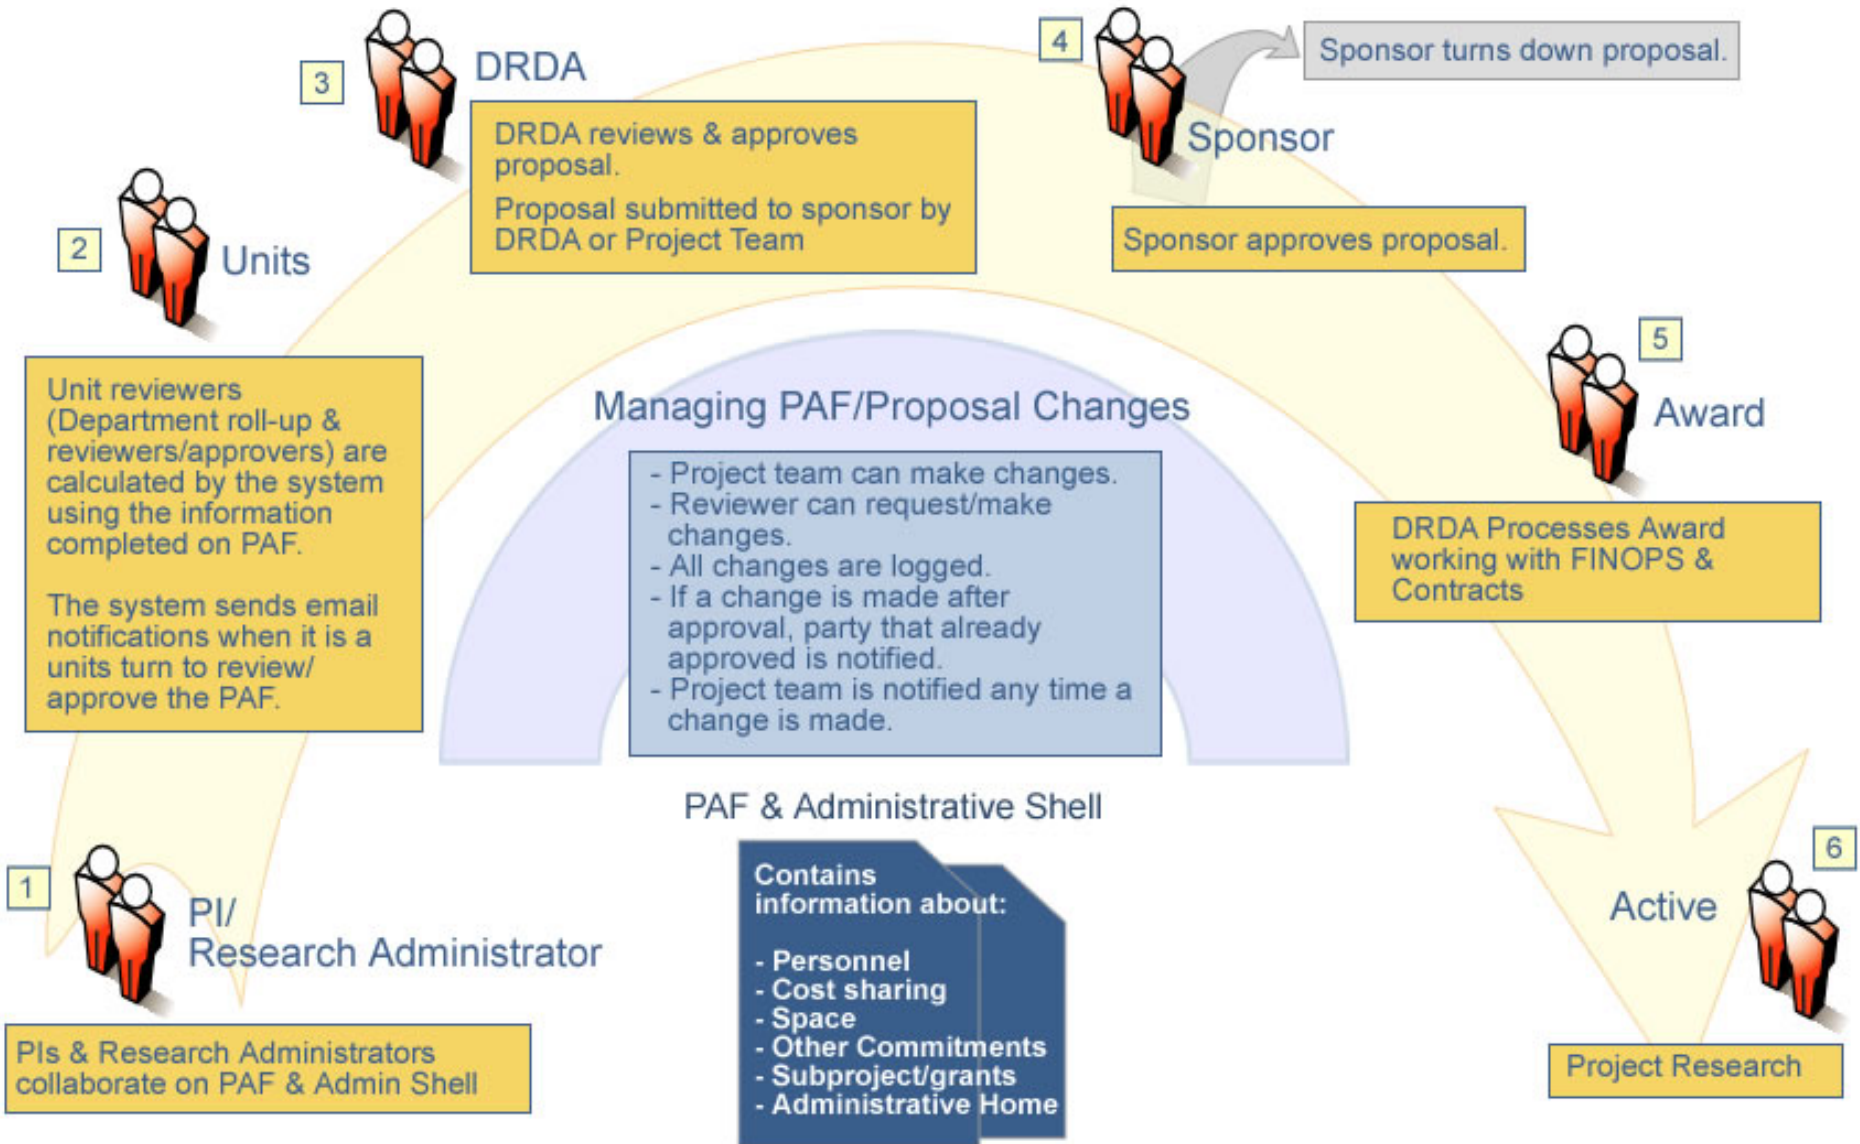 1
PI/
Research Administrator
PIs & Research Administrators
collaborate on PAF & Admin Shell
2
Units
Unit reviewers
(Department roll-up &
reviewers/approvers) are
calculated by the system
using the information
completed on PAF.
The system sends email
notifications when it is a
units turn to review/
approve the PAF.
3
DRDA
DRDA reviews & approves
proposal.
Proposal submitted to sponsor by
DRDA or Project Team
4
Sponsor
Sponsor turns down proposal.
Sponsor approves proposal.
5
Award
DRDA Processes Award
working with FINOPS &
Contracts
6
Active
Project Research
Managing PAF/Proposal Changes
- Project team can make changes.
- Reviewer can request/make
changes.
- All changes are logged.
- If a change is made after
approval, party that already
approved is notified.
- Project team is notified any time a
change is made.
PAF & Administrative Shell
Contains
information about:
- Personnel
- Cost sharing
- Space
- Other Commitments
- Subproject/grants
- Administrative Home